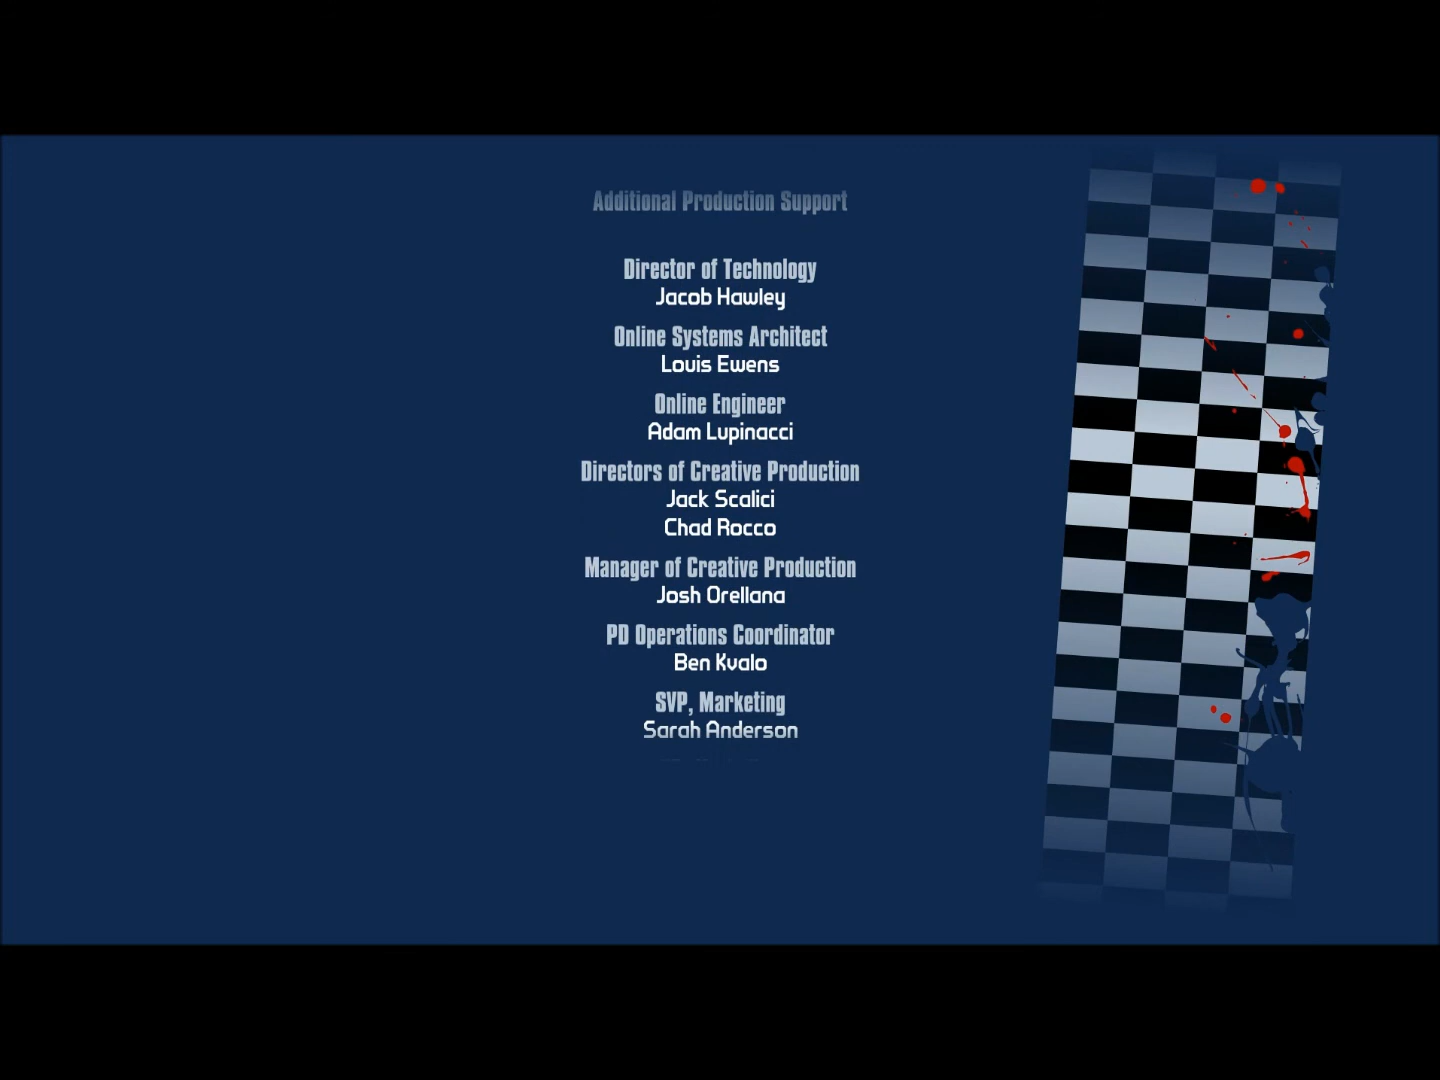 Additional Production Support
Director of Technology
Jacob Hawley
Online Systems Architect
Louis Ewens
Online Engineer
Adam Lupinacci
Directors of Creative Production
Jack Scalici
Chad Rocco
Manager of Creative Production
Josh Orellana
PD Operations Coordinator
Ben Kvalo
SVP, Marketing
Sarah Anderson